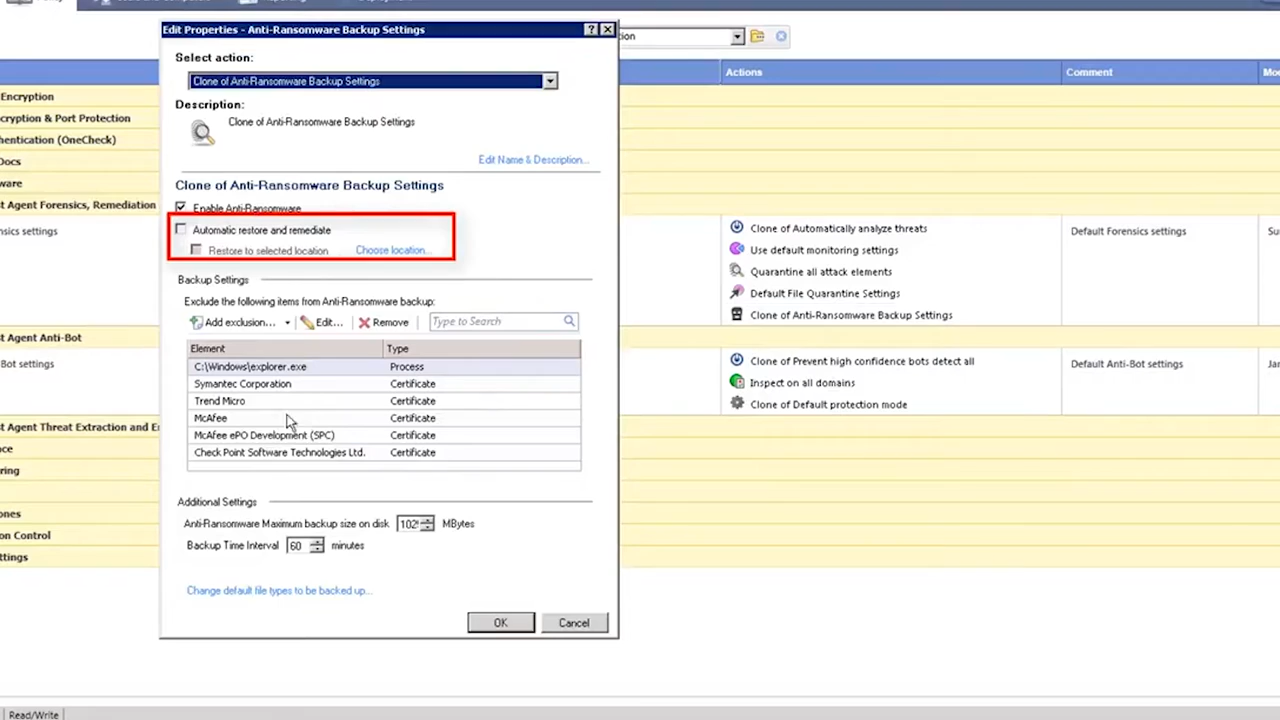 Edit Properties - Anti-Ransomware Backup Settings
Select action:
Clone of Anti-Ransomware Backup Settings
Description:
Clone of Anti-Ransomware Backup Settings
Edit Name & Description...
Clone of Anti-Ransomware Backup Settings
Enable Anti-Ransomware
Automatic restore and remediate
Restore to selected location Choose location...
Backup Settings
Exclude the following items from Anti-Ransomware backup:
Add exclusion... Edit... Remove Type to Search
Element Type
C:\Windows\explorer.exe Process
Symantec Corporation Certificate
Trend Micro Certificate
McAfee Certificate
McAfee ePO Development (SPC) Certificate
Check Point Software Technologies Ltd. Certificate
Additional Settings
Anti-Ransomware Maximum backup size on disk MBytes
Backup Time Interval 60 minutes
Change default file types to be backed up...
OK Cancel
Actions Comment
Encryption
cryption & Port Protection
hentication (OneCheck)
Docs
ware
st Agent Forensics, Remediation
nsics settings
Clone of Automatically analyze threats Default Forensics settings
Use default monitoring settings
Quarantine all attack elements
Default File Quarantine Settings
Clone of Anti-Ransomware Backup Settings
st Agent Anti-Bot
Bot settings
Clone of Prevent high confidence bots detect all Default Anti-Bot settings Jan
Inspect on all domains
Clone of Default protection mode
st Agent Threat Extraction and E
nce
ring
ones
on Control
ttings
Read/Write